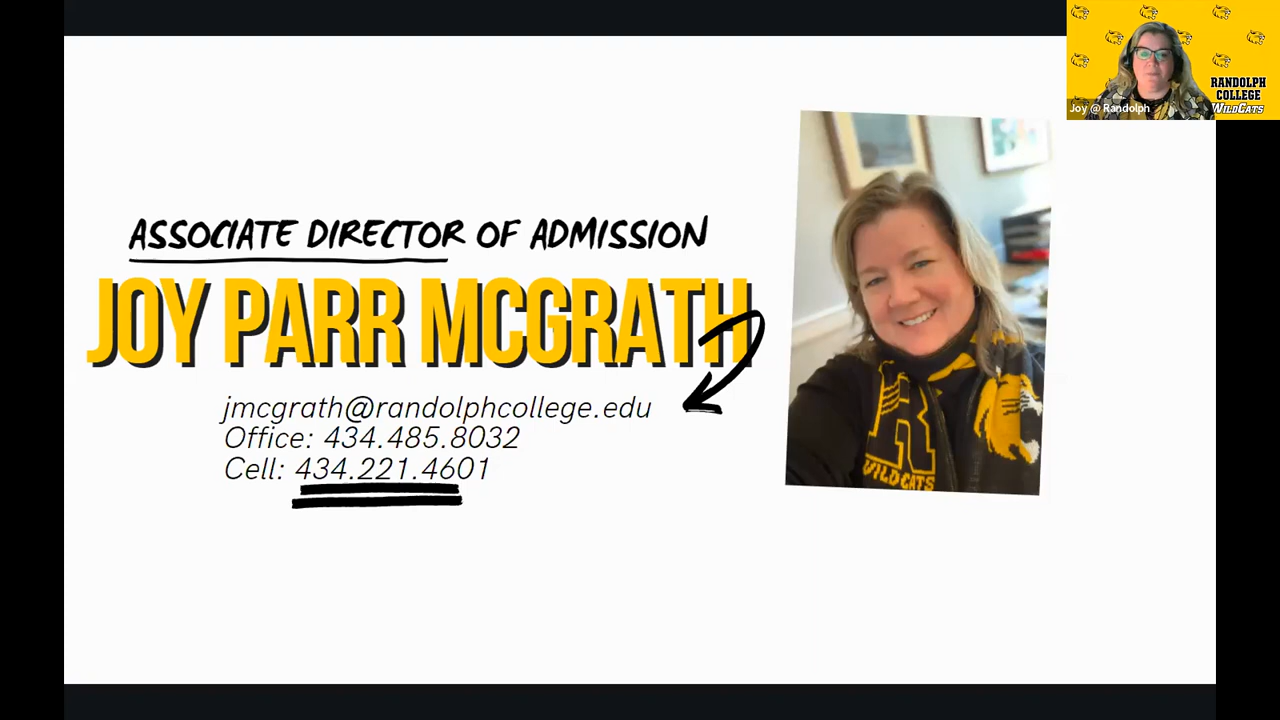 Joy @ Randolph
RANDOLPH
COLLEGE
WILDCATS
ASSOCIATE DIRECTOR OF ADMISSION
JOY PARR MCGRATH
jmcgrath@randolphcollege.edu
Office: 434.485.8032
Cell: 434.221.4601
R
WILDCATS